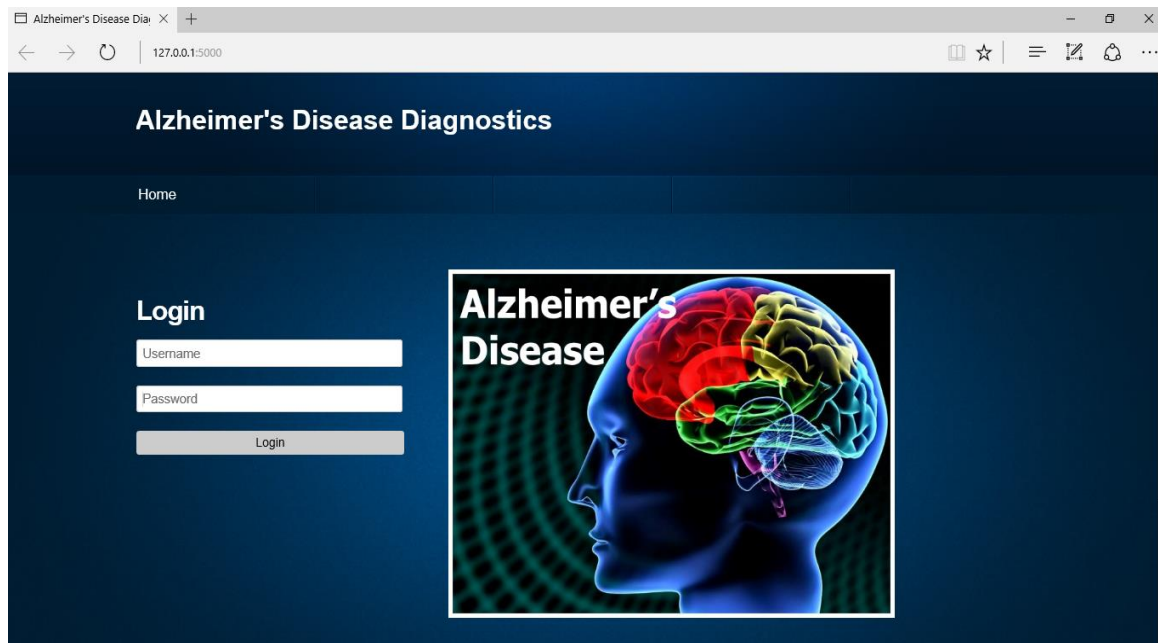 Alzheimer's Disease Diag
127.0.0.1:5000
Alzheimer's Disease Diagnostics
Home
Login
Username
Password
Login
Alzheimer's
Disease